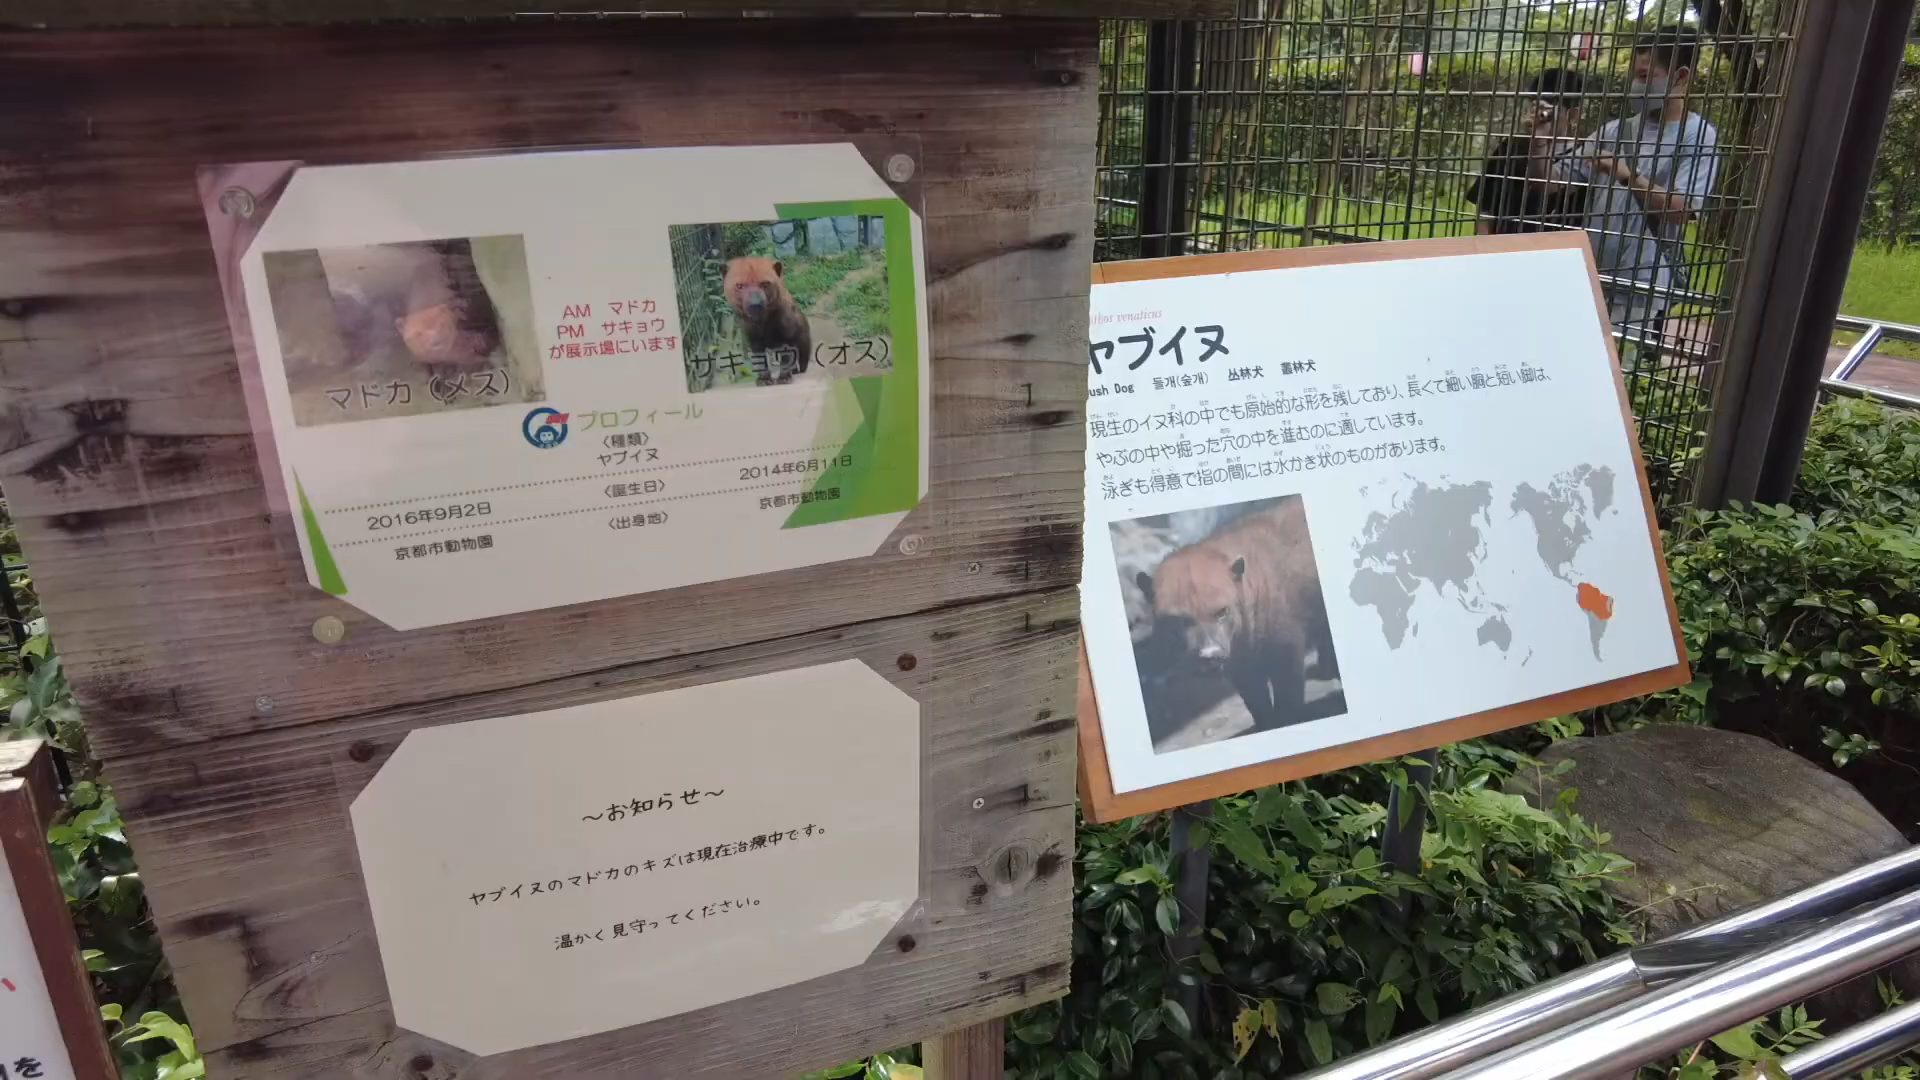 AM マドカ
PM サキョウ
が展示場にいます
マドカ（メス）
サキョウ（オス）
プロフィール
〈種類〉
ヤブイヌ
2016年9月2日
〈誕生日〉
2014年6月11日
京都市動物園
〈出身地〉
京都市動物園
～お知らせ～
ヤブイヌのマドカのキズは現在治療中です。
温かく見守ってください。
venaticus
ヤブイヌ
ush Dog 들개(숲개) 丛林犬 叢林犬
現生のイヌ科の中でも原始的な形を残しており、長くて細い胴と短い脚は、
やぶの中や掘った穴の中を進むのに適しています。
泳ぎも得意で指の間には水かき状のものがあります。